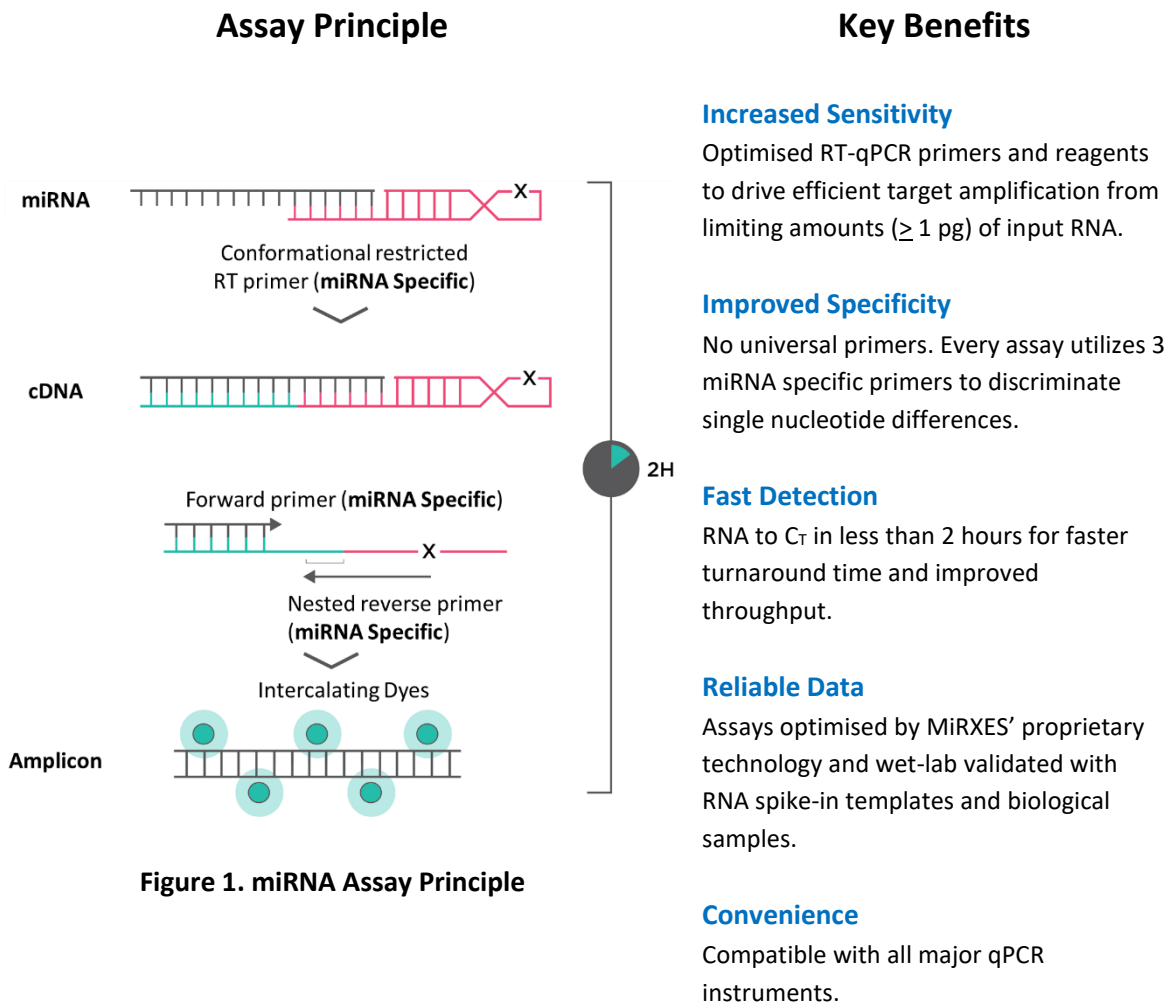 Assay Principle
miRNA
X
Conformational restricted
RT primer (miRNA Specific)
cDNA
X
2H
Forward primer (miRNA Specific)
X
Nested reverse primer
(miRNA Specific)
Intercalating Dyes
Amplicon
Figure 1. miRNA Assay Principle
Key Benefits
Increased Sensitivity
Optimised RT-qPCR primers and reagents
to drive efficient target amplification from
limiting amounts (≥ 1 pg) of input RNA.
Improved Specificity
No universal primers. Every assay utilizes 3
miRNA specific primers to discriminate
single nucleotide differences.
Fast Detection
RNA to CT in less than 2 hours for faster
turnaround time and improved
throughput.
Reliable Data
Assays optimised by MiRXES’ proprietary
technology and wet-lab validated with
RNA spike-in templates and biological
samples.
Convenience
Compatible with all major qPCR
instruments.